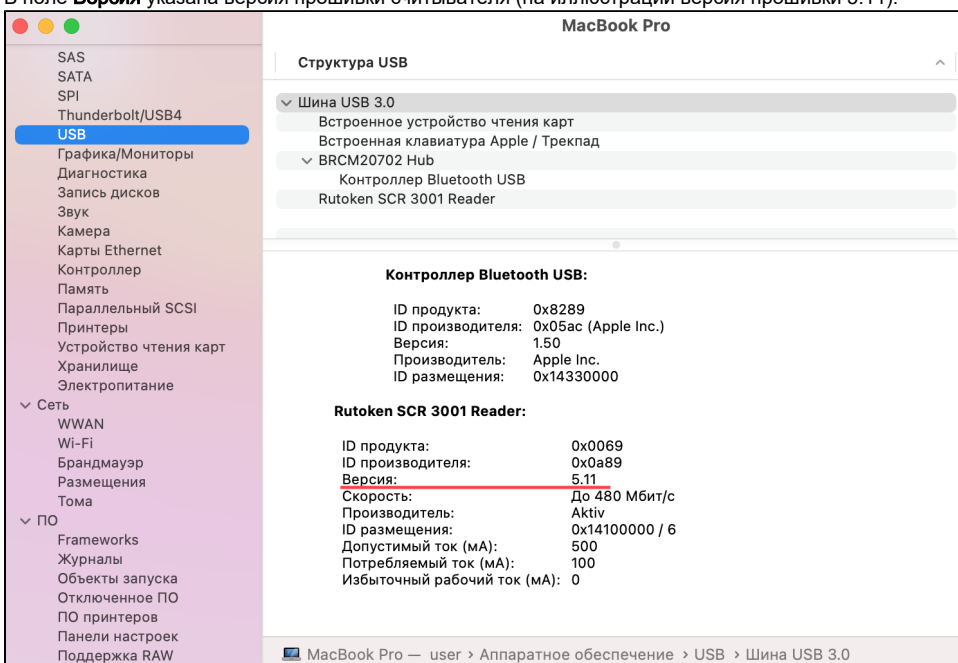 В поле Версия указана версия прошивки считывателя (на иллюстрации версия прошивки 5.11).
MacBook Pro
SAS
SATA
SPI
Thunderbolt/USB4
USB
Графика/Мониторы
Диагностика
Запись дисков
Звук
Камера
Карты Ethernet
Контроллер
Память
Параллельный SCSI
Принтеры
Устройство чтения карт
Хранилище
Электропитание
Сеть
WWAN
Wi-Fi
Брандмауэр
Размещения
Тома
ПО
Frameworks
Журналы
Объекты запуска
Отключенное ПО
ПО принтеров
Панели настроек
Поддержка RAW
Структура USB
Шина USB 3.0
Встроенное устройство чтения карт
Встроенная клавиатура Apple / Трекпад
BRCM20702 Hub
Контроллер Bluetooth USB
Rutoken SCR 3001 Reader
Контроллер Bluetooth USB:
ID продукта: 0x8289
ID производителя: 0x05ac (Apple Inc.)
Версия: 1.50
Производитель: Apple Inc.
ID размещения: 0x14330000
Rutoken SCR 3001 Reader:
ID продукта: 0x0069
ID производителя: 0x0a89
Версия: 5.11
Скорость: До 480 Мбит/с
Производитель: Aktiv
ID размещения: 0x14100000 / 6
Допустимый ток (мА): 500
Потребляемый ток (мА): 100
Избыточный рабочий ток (мА): 0
MacBook Pro — user › Аппаратное обеспечение › USB › Шина USB 3.0